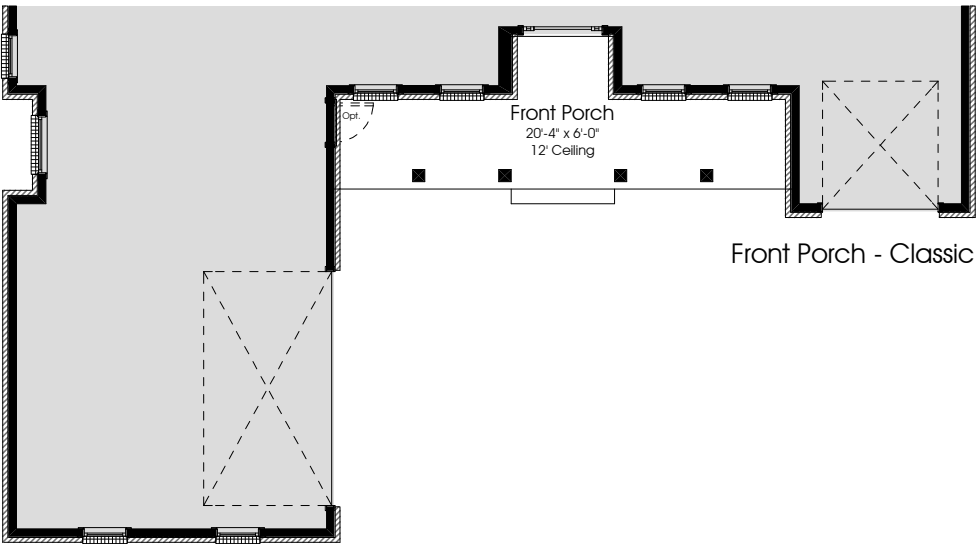 Opt.
Front Porch
20'-4" x 6'-0"
12' Ceiling
Front Porch - Classic